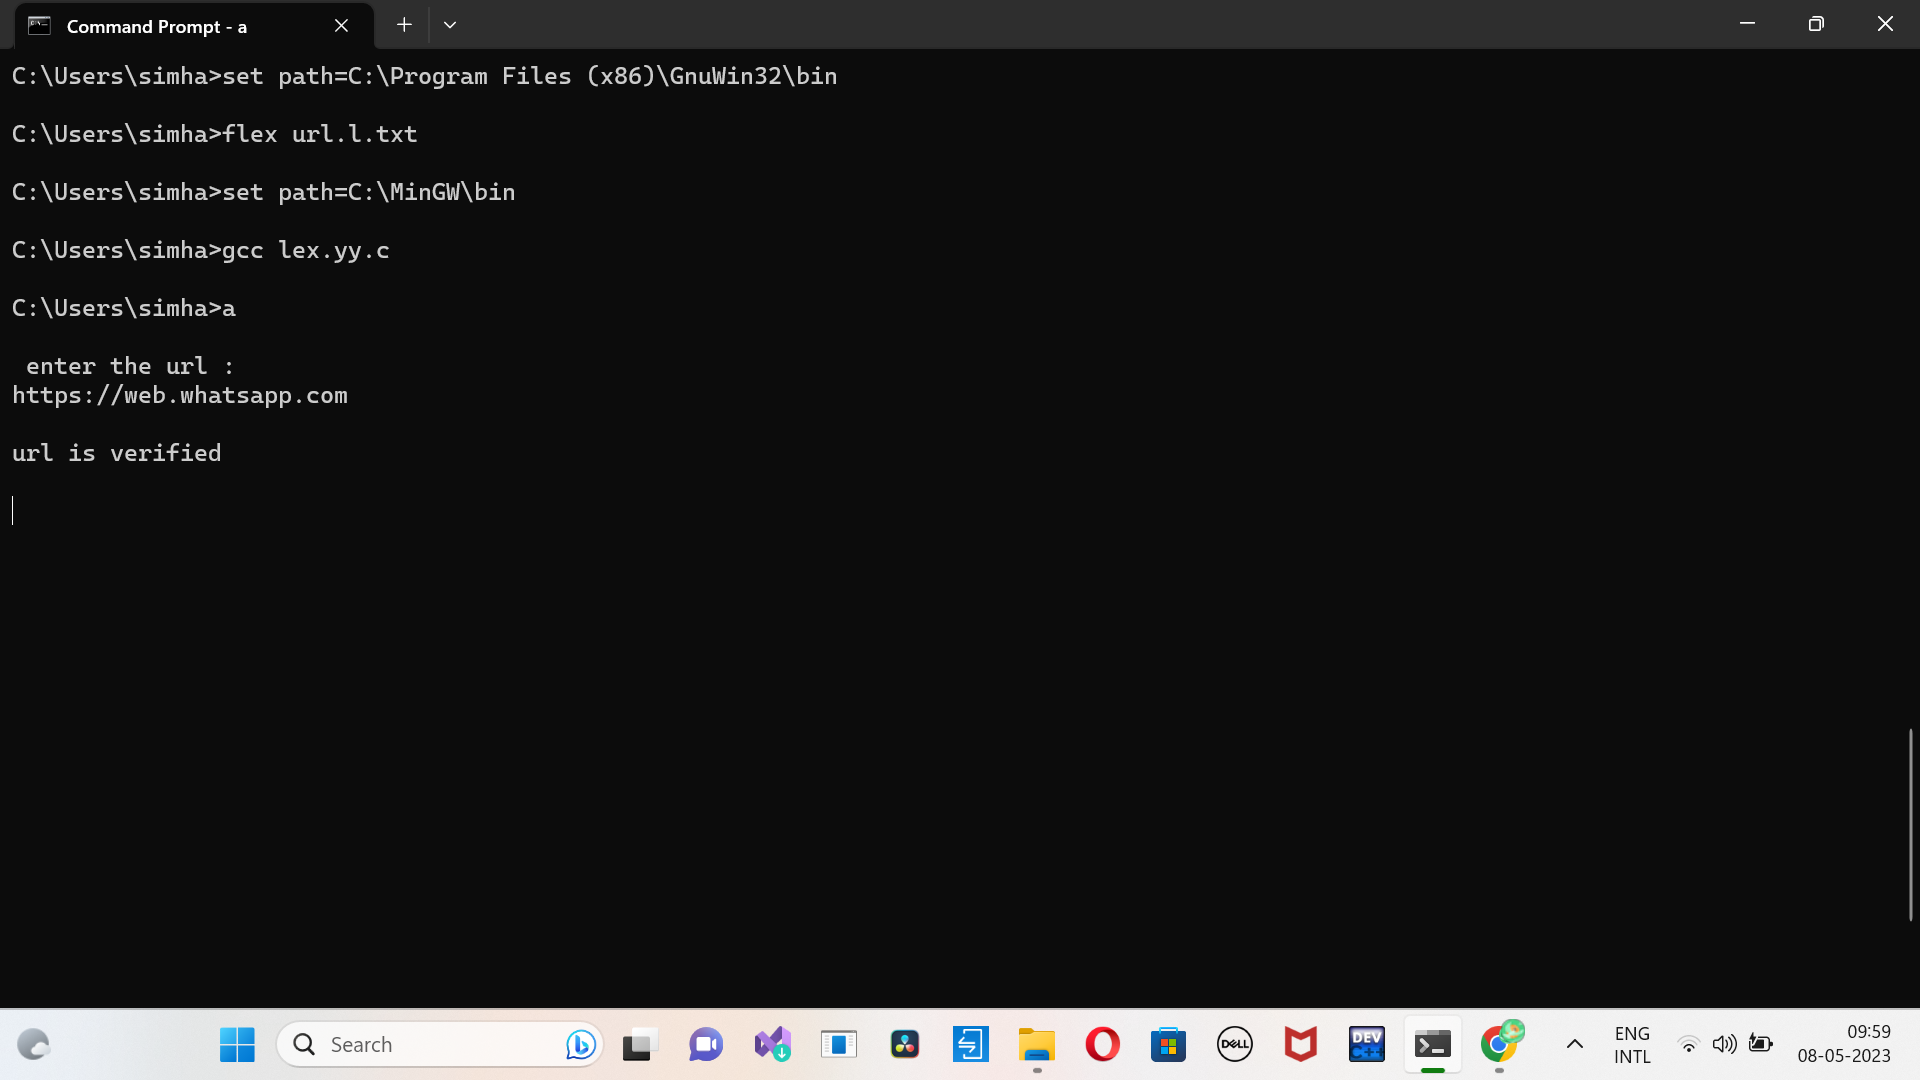 Command Prompt - a
C:\Users\simha>set path=C:\Program Files (x86)\GnuWin32\bin
C:\Users\simha>flex url.l.txt
C:\Users\simha>set path=C:\MinGW\bin
C:\Users\simha>gcc lex.yy.c
C:\Users\simha>a
enter the url :
https://web.whatsapp.com
url is verified
Search
DELL
DEV
C++
ENG
INTL
09:59
08-05-2023